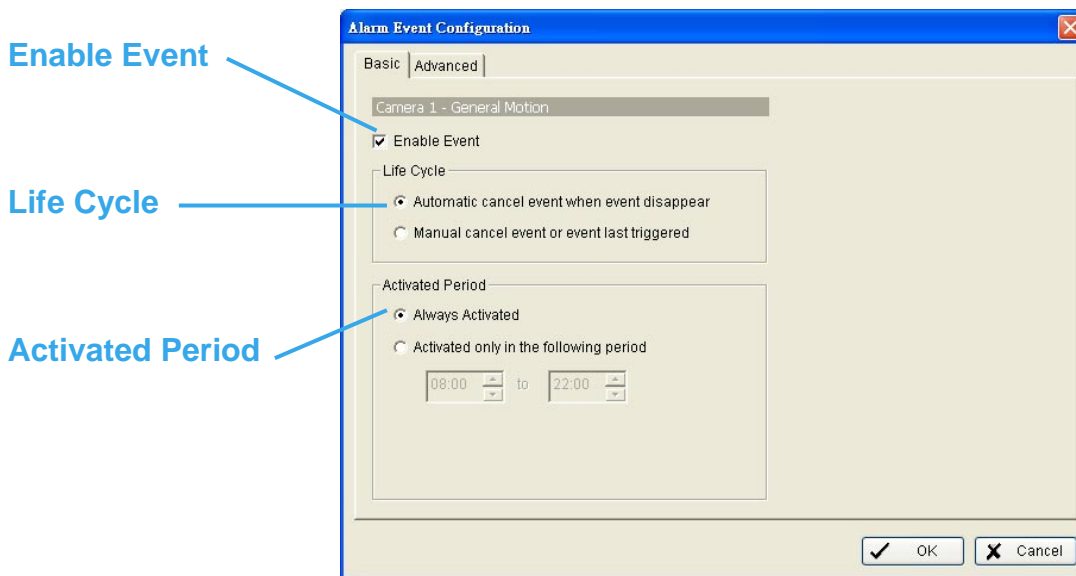 Alarm Event Configuration
Enable Event
Basic Advanced
Camera 1 - General Motion
Enable Event
Life Cycle
Life Cycle
Automatic cancel event when event disappear
Manual cancel event or event last triggered
Activated Period
Always Activated
Activated Period
Activated only in the following period
08:00 to 22:00
OK Cancel